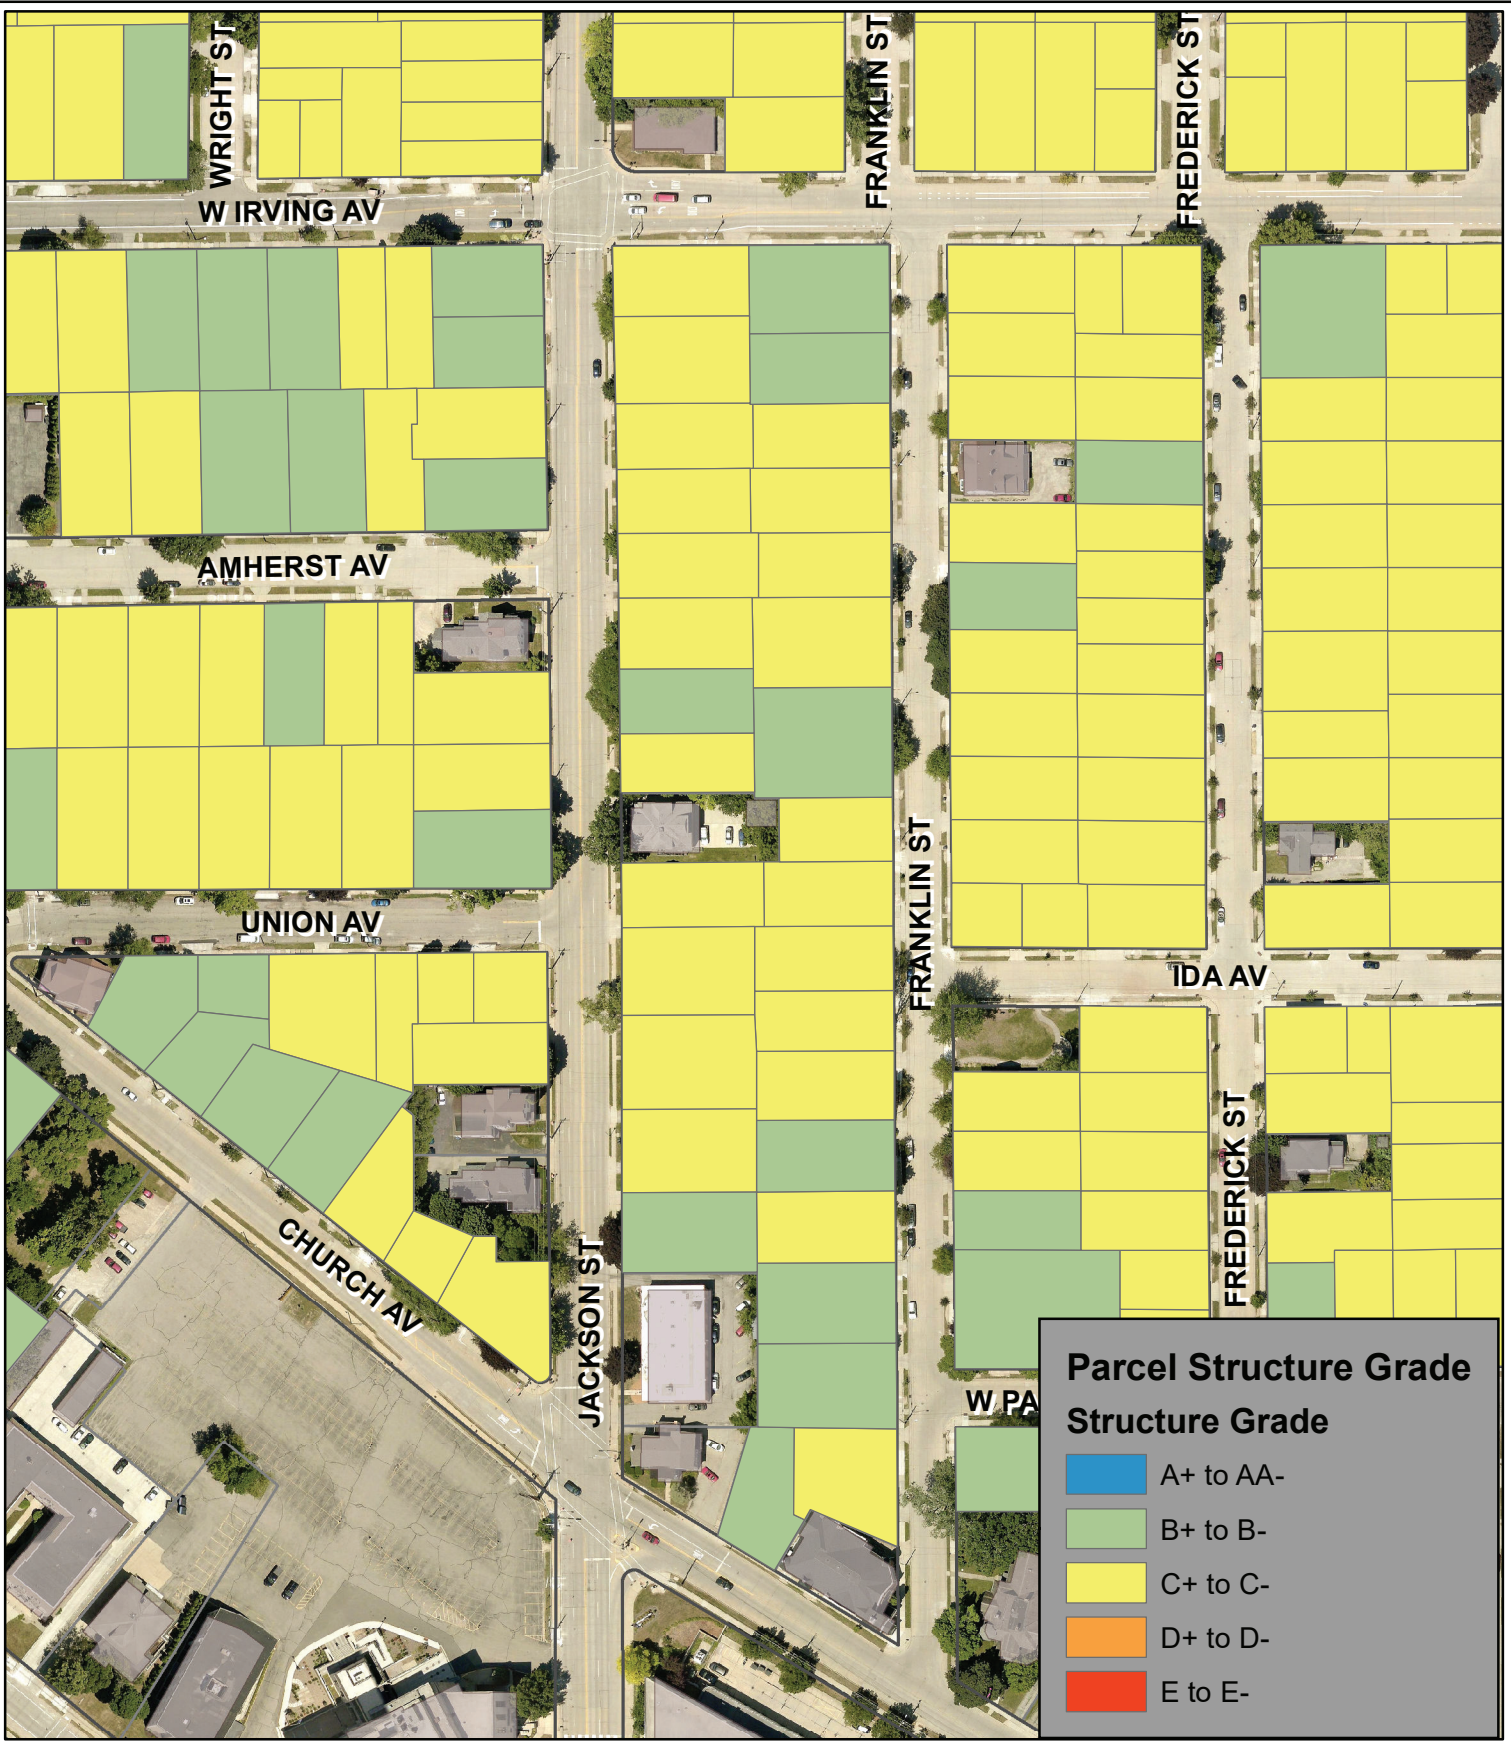 WRIGHT ST
FRANKLIN ST
FREDERICK ST
W IRVING AV
AMHERST AV
FRANKLIN ST
UNION AV
IDA AV
FREDERICK ST
CHURCH AV
JACKSON ST
W PA
Parcel Structure Grade
Structure Grade
A+ to AA-
B+ to B-
C+ to C-
D+ to D-
E to E-